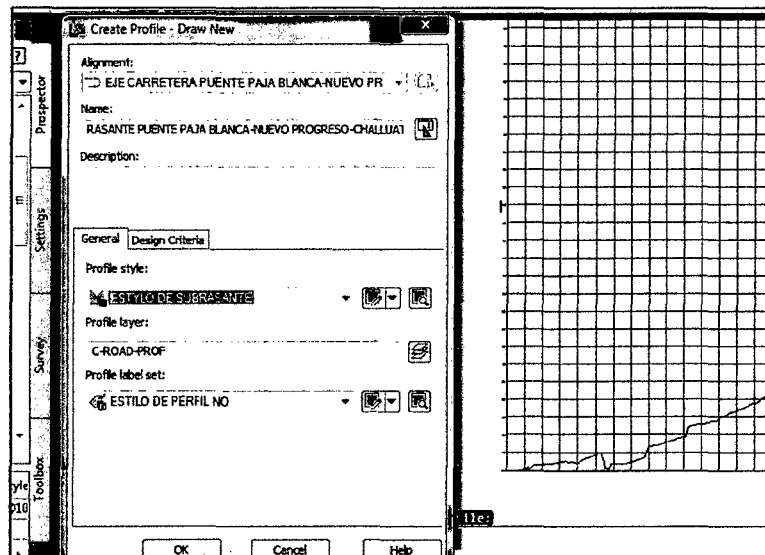 Create Profile - Draw New
Alignment:
EJE CARRETERA PUENTE PAJA BLANCA-NUEVO PR
Name:
RASANTE PUENTE PAJA BLANCA-NUEVO PROGRESO-CHALLUAT
Description:
General
Design Criteria
Profile style:
ESTYLO DE SUBRASANTE
Profile layer:
C-ROAD-PROF
Profile label set:
ESTILO DE PERFIL NO
OK
Cancel
Help
Prospector
Settings
Survey
Toolbox